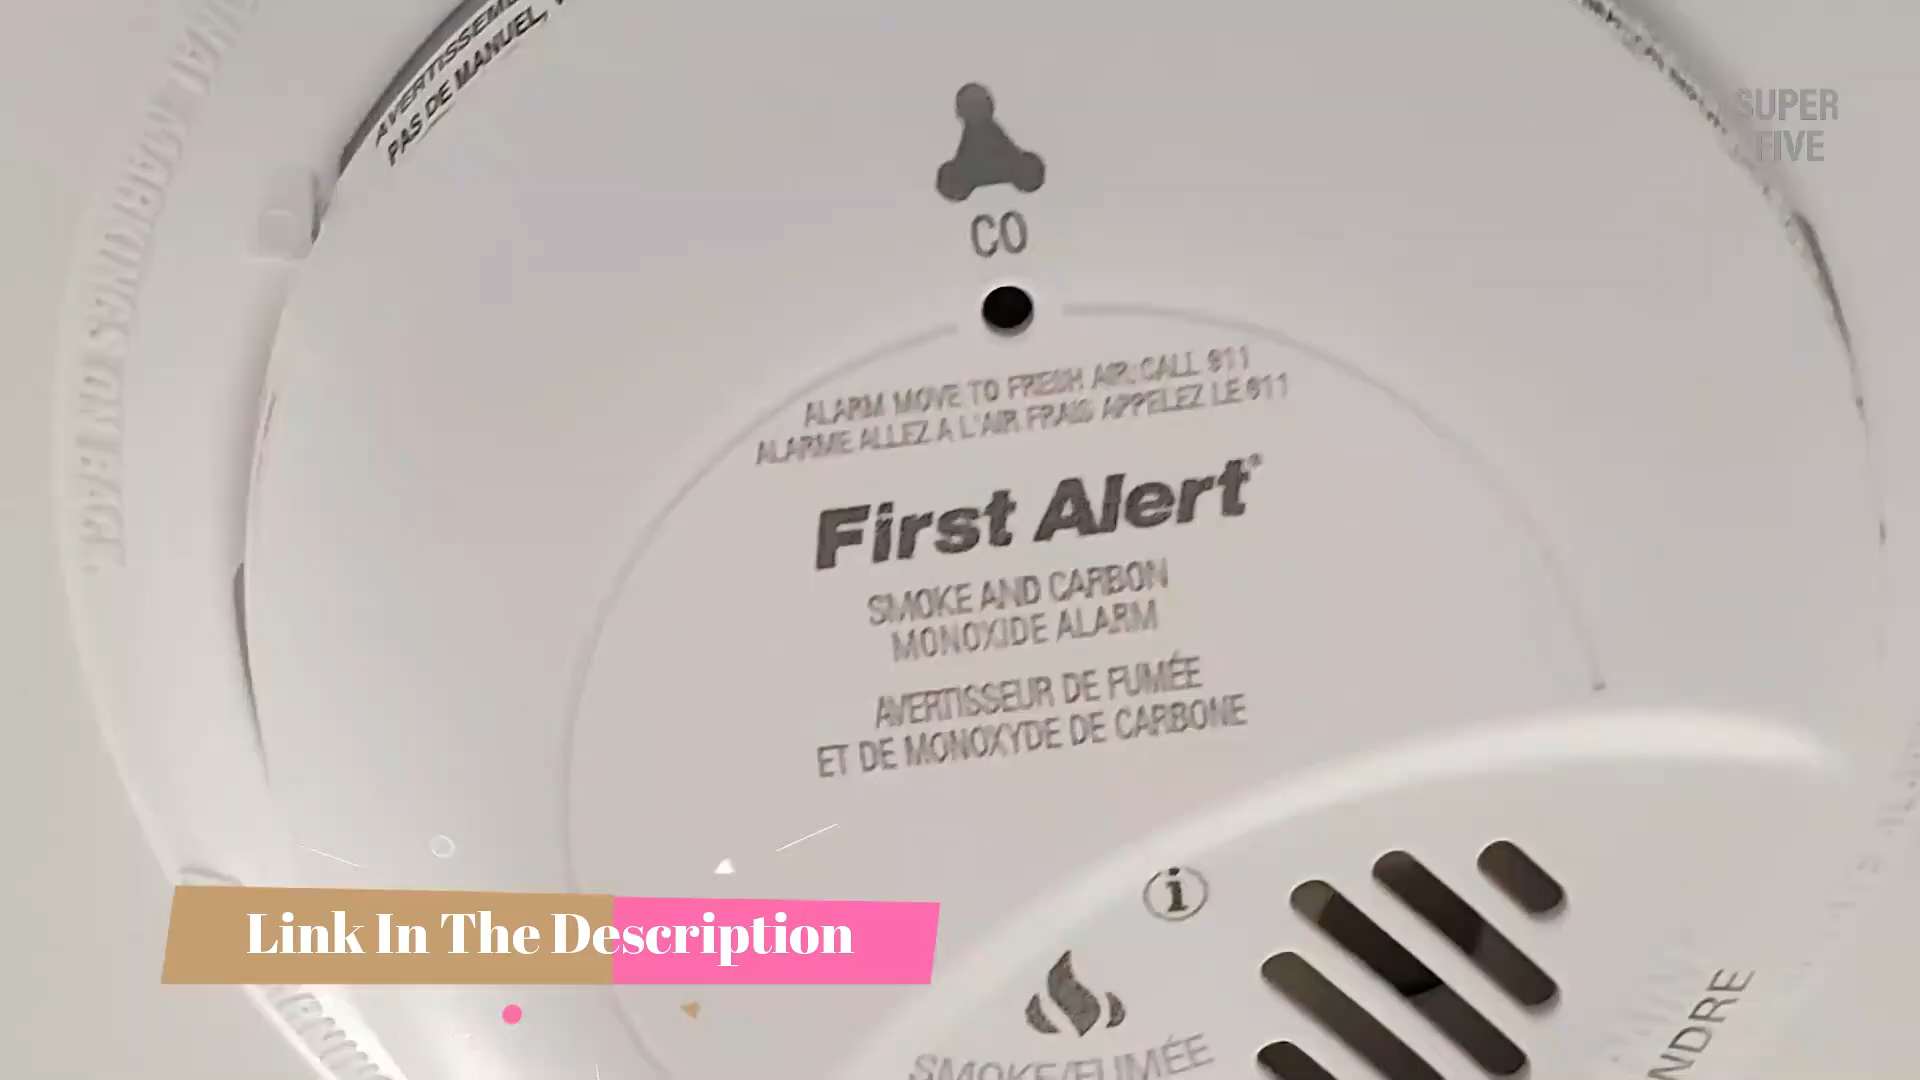 AVERTISSEME
PAS DE MANUEL,
SUPER
FIVE
CO
ALARM MOVE TO FRESH AIR. CALL 911
ALARME ALLEZ A L'AIR FRAIS APPELEZ LE 911
First Alert
SMOKE AND CARBON
MONOXIDE ALARM
AVERTISSEUR DE FUMÉE
ET DE MONOXYDE DE CARBONE
Link In The Description
SMOKE/FUMÉE
NDRE